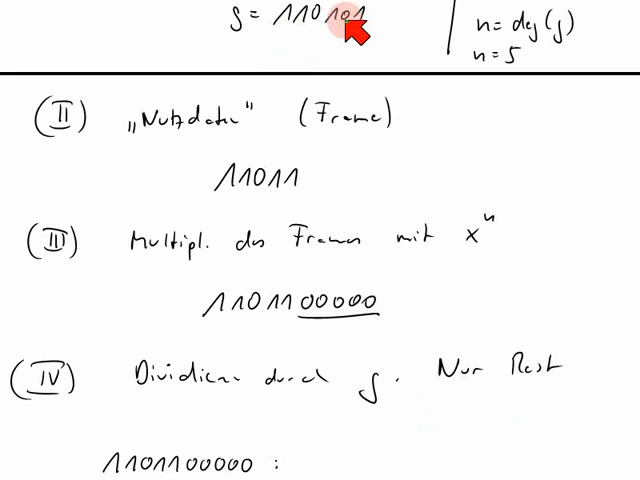 g = 110101
n = deg(g)
n = 5
(II) „Nutzdaten" (Frame)
11011
(III) Multipl. des Frames mit xⁿ
1101100000
(IV) Dividieren durch g. Nur Rest
1101100000 :